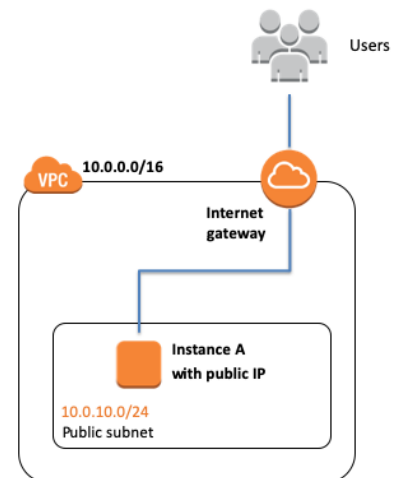 Users
VPC
10.0.0.0/16
Internet
gateway
Instance A
with public IP
10.0.10.0/24
Public subnet